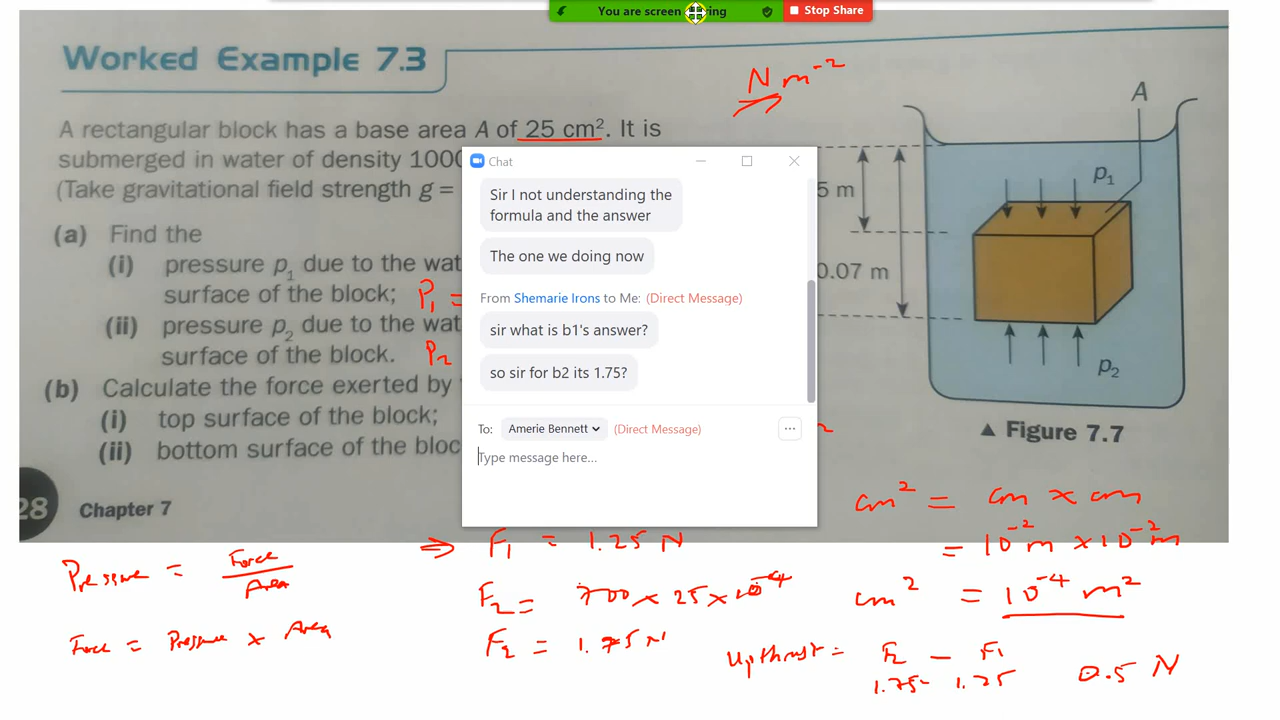 You are screen ring
Stop Share
Worked Example 7.3
N m⁻²
A
A rectangular block has a base area A of 25 cm². It is
submerged in water of density 1000
(Take gravitational field strength g =
5 m
p₁
(a) Find the
(i) pressure p₁ due to the wat
surface of the block; P₁ =
0.07 m
(ii) pressure p₂ due to the wat
surface of the block. P₂
p₂
(b) Calculate the force exerted by
(i) top surface of the block;
(ii) bottom surface of the bloc
▲ Figure 7.7
28 Chapter 7
Chat
Sir I not understanding the
formula and the answer
The one we doing now
From Shemarie Irons to Me: (Direct Message)
sir what is b1's answer?
so sir for b2 its 1.75?
To: Amerie Bennett (Direct Message)
...
Type message here...
2
cm² = cm × cm
= 10⁻² m × 10⁻² m
cm² = 10⁻⁴ m²
Pressure = Force
Area
Force = Pressure × Area
⇒ F₁ = 1.25 N
F₂ = 700 × 25 × 10⁻⁴
F₂ = 1.75 N
Upthrust = F₂ − F₁
1.75 - 1.25 0.5 N